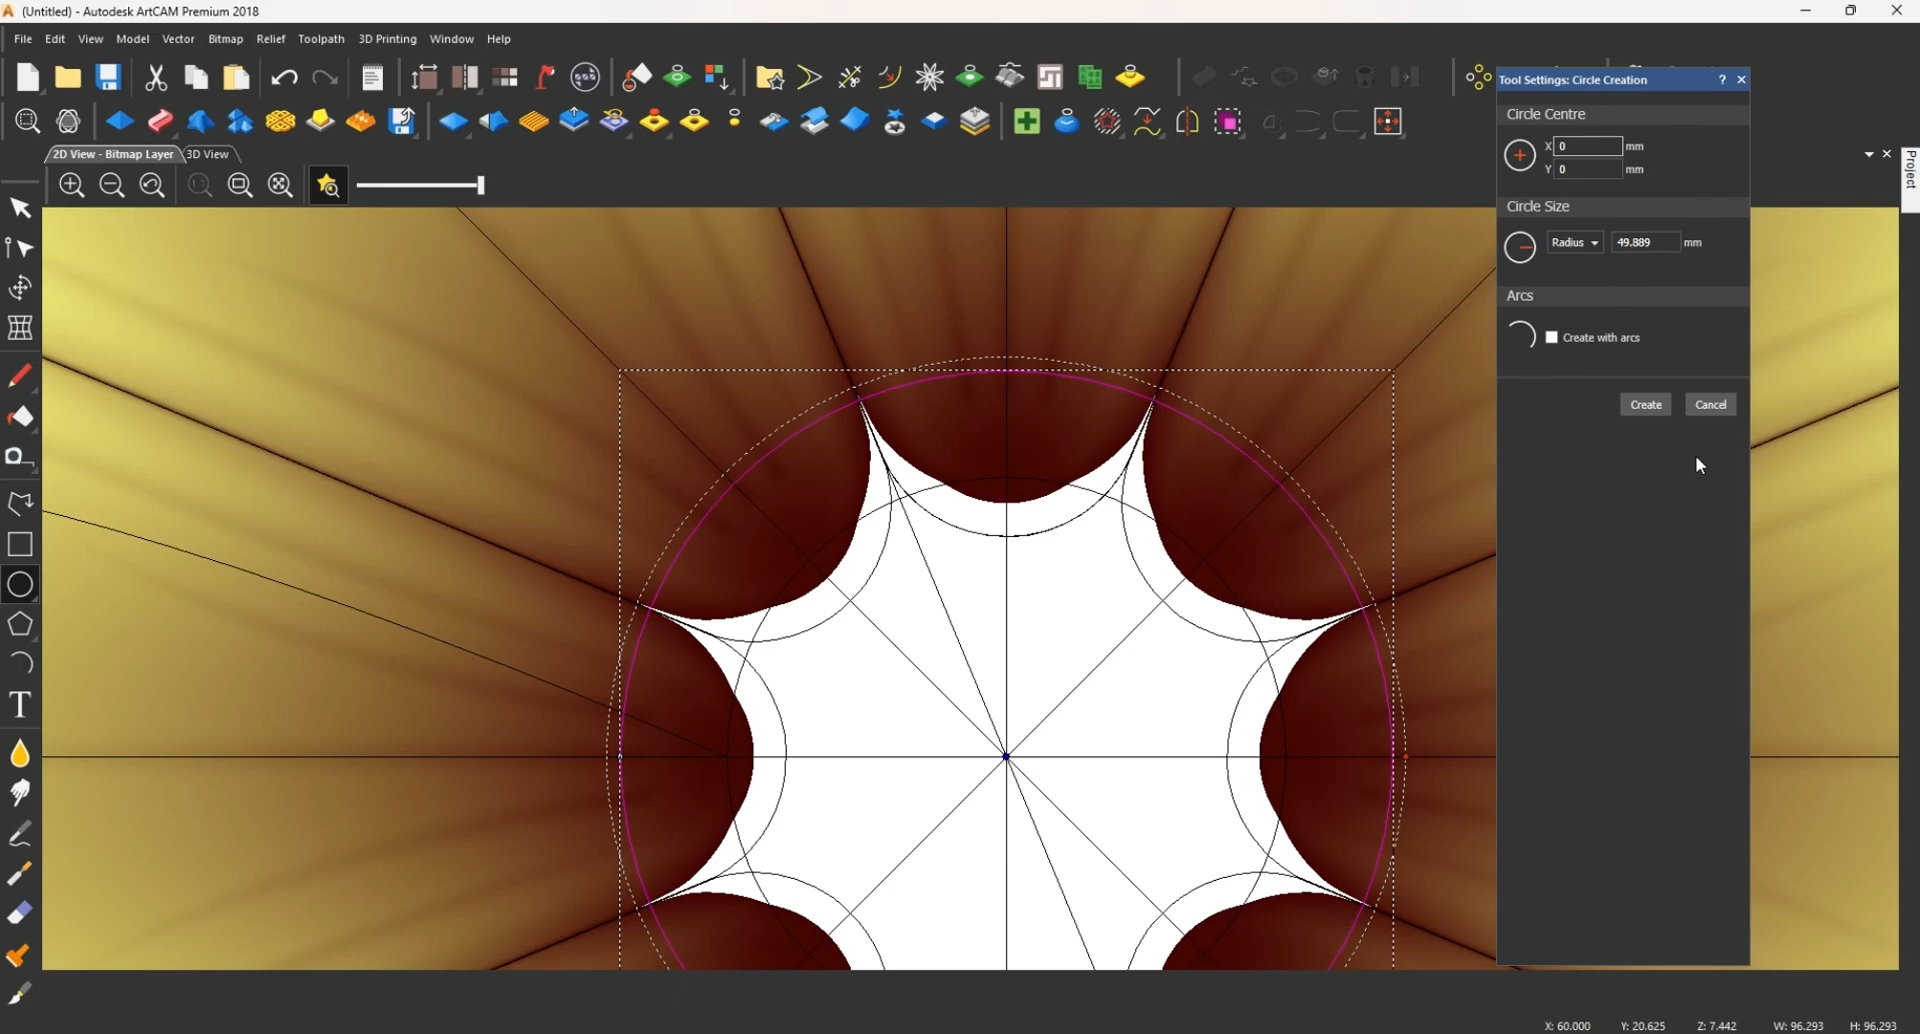 (Untitled) - Autodesk ArtCAM Premium 2018
File Edit View Model Vector Bitmap Relief Toolpath 3D Printing Window Help
2D View - Bitmap Layer 3D View
1:1
T
Project
Tool Settings: Circle Creation ?
Circle Centre
X 0 mm
Y 0 mm
Circle Size
Radius 49.889 mm
Arcs
Create with arcs
Create Cancel
X: 60.000 Y: 20.625 Z: 7.442 W: 96.293 H: 96.293